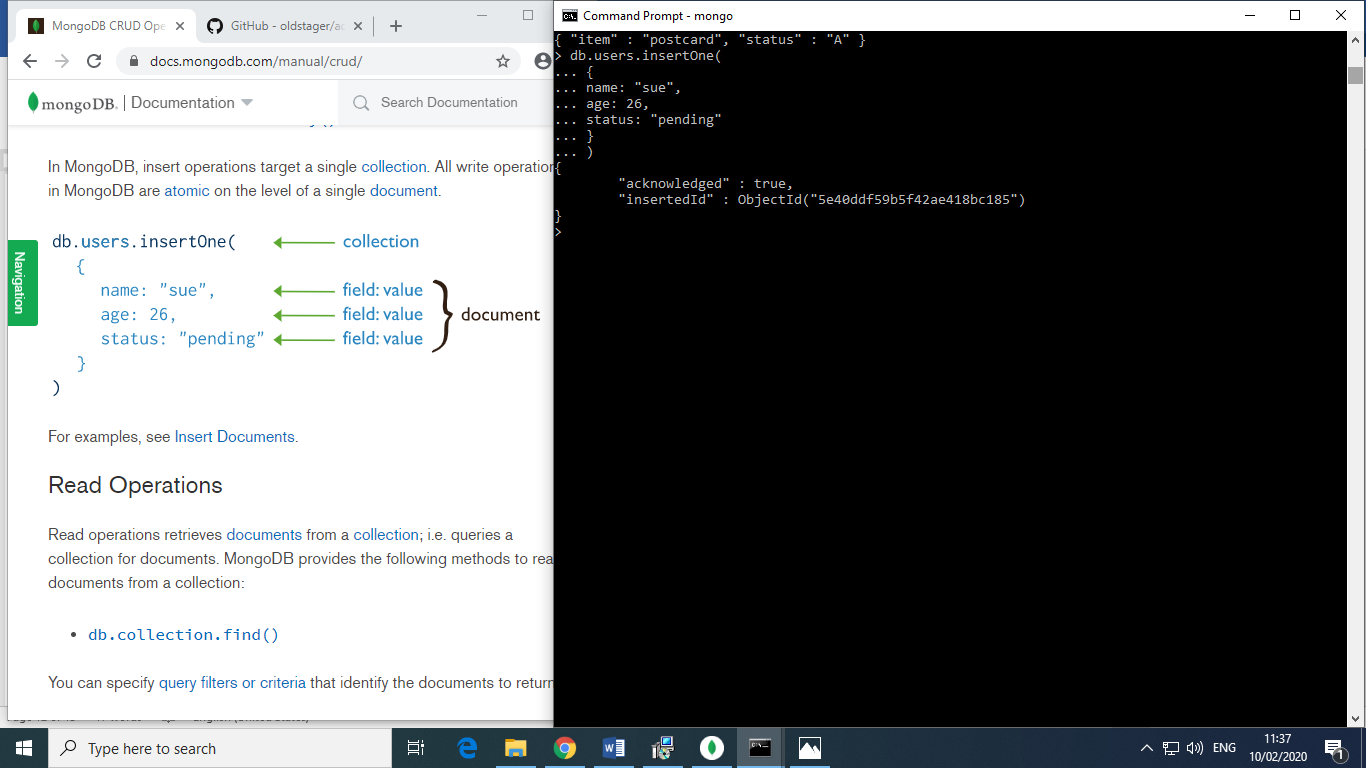 MongoDB CRUD Ope
GitHub - oldstager/ac
docs.mongodb.com/manual/crud/
mongoDB. | Documentation
Search Documentation
In MongoDB, insert operations target a single collection. All write operation
in MongoDB are atomic on the level of a single document.
db.users.insertOne(
collection
{
name: "sue",
field: value
age: 26,
field: value
document
status: "pending"
field: value
}
)
Navigation
For examples, see Insert Documents.
Read Operations
Read operations retrieves documents from a collection; i.e. queries a
collection for documents. MongoDB provides the following methods to rea
documents from a collection:
• db.collection.find()
You can specify query filters or criteria that identify the documents to return
Command Prompt - mongo
{ "item" : "postcard", "status" : "A" }
> db.users.insertOne(
... {
... name: "sue",
... age: 26,
... status: "pending"
... }
... )
{
"acknowledged" : true,
"insertedId" : ObjectId("5e40ddf59b5f42ae418bc185")
}
>
Type here to search
ENG
11:37
10/02/2020
1